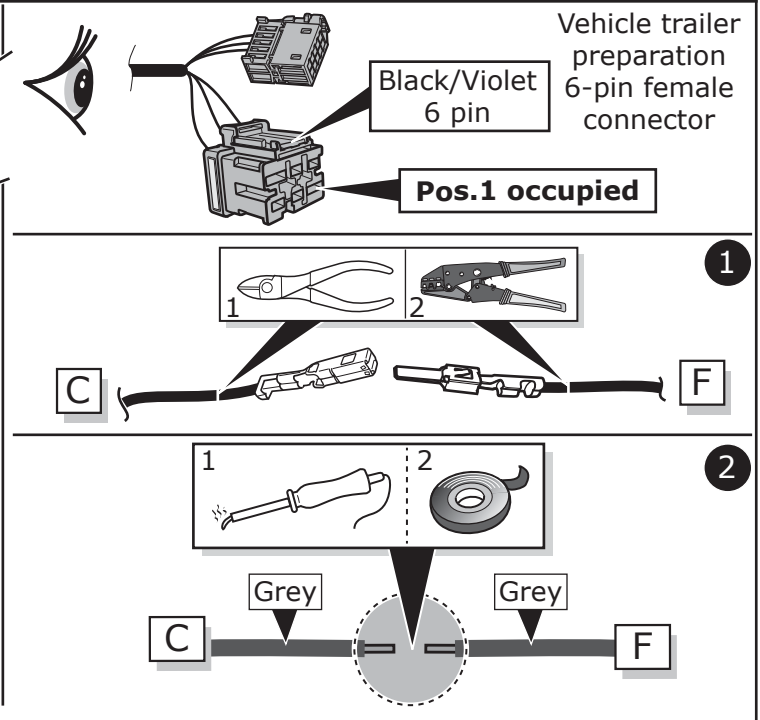 Vehicle trailer
preparation
6-pin female
connector
Black/Violet
6 pin
Pos.1 occupied
1
1
2
C
F
2
1
2
Grey
Grey
C
F